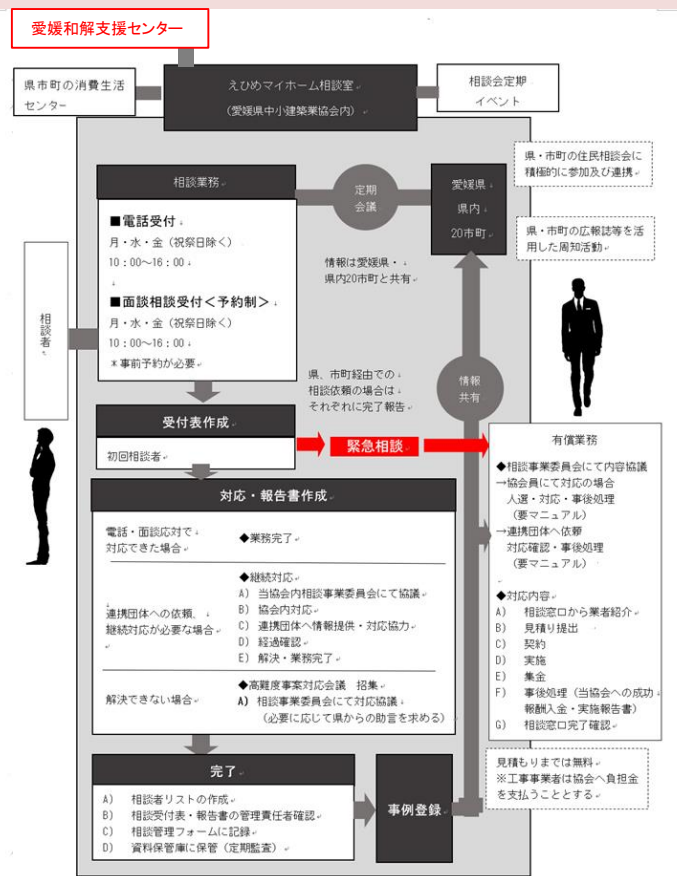 愛媛和解支援センター
県市町の消費生活
センター
えひめマイホーム相談室
(愛媛県中小建築業協会内)
相談会定期
イベント
相談業務
■電話受付
月・水・金(祝祭日除く)
10:00〜16:00
■面談相談受付<予約制>
月・水・金(祝祭日除く)
10:00〜16:00
*事前予約が必要
定期
会議
愛媛県
県内
20市町
県・市町の住民相談会に
積極的に参加及び連携
県・市町の広報誌等を活
用した周知活動
情報は愛媛県・
県内20市町と共有
相談者
県、市町経由での
相談依頼の場合は
それぞれに完了報告
情報
共有
受付表作成
初回相談者
緊急相談
有償業務
◆相談事業委員会にて内容協議
→協会員にて対応の場合
人選・対応・事後処理
(要マニュアル)
→連携団体へ依頼
対応確認・事後処理
(要マニュアル)
◆対応内容
A) 相談窓口から業者紹介
B) 見積り提出
C) 契約
D) 実施
E) 集金
F) 事後処理(当協会への成功
報酬入金・実施報告書)
G) 相談窓口完了確認
対応・報告書作成
電話・面談応対で
対応できた場合
◆業務完了
連携団体への依頼、
継続対応が必要な場合
◆継続対応
A) 当協会内相談事業委員会にて協議
B) 協会内対応
C) 連携団体へ情報提供・対応協力
D) 経過確認
E) 解決・業務完了
解決できない場合
◆高難度事案対応会議 招集
A) 相談事業委員会にて対応協議
(必要に応じて県からの助言を求める)
完了
A) 相談者リストの作成
B) 相談受付表・報告書の管理責任者確認
C) 相談管理フォームに記録
D) 資料保管庫に保管(定期監査)
事例登録
見積もりまでは無料
※工事事業者は協会へ負担金
を支払うこととする